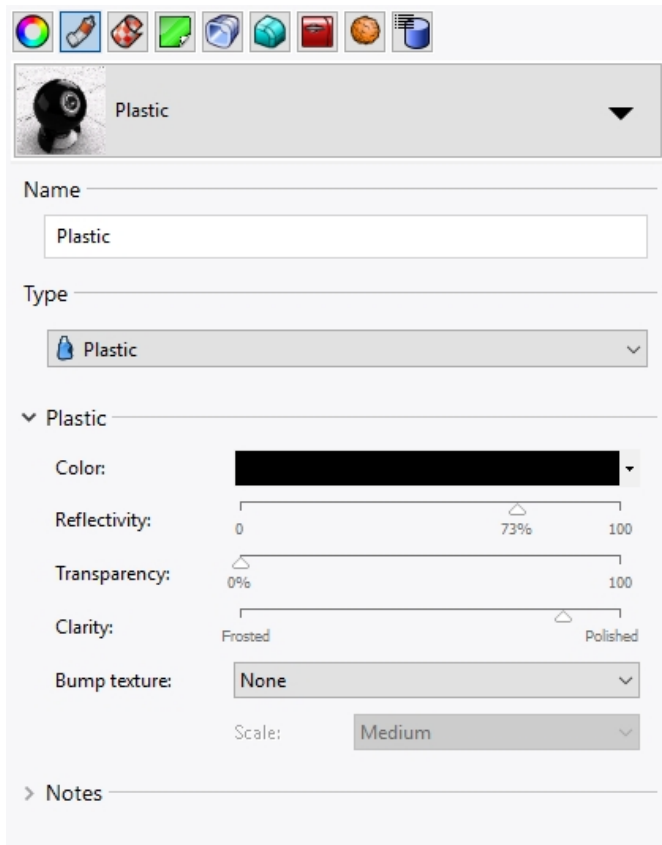 Plastic
Name
Plastic
Type
Plastic
Plastic
Color:
Reflectivity:
0 73% 100
Transparency:
0% 100
Clarity:
Frosted Polished
Bump texture: None
Scale: Medium
Notes